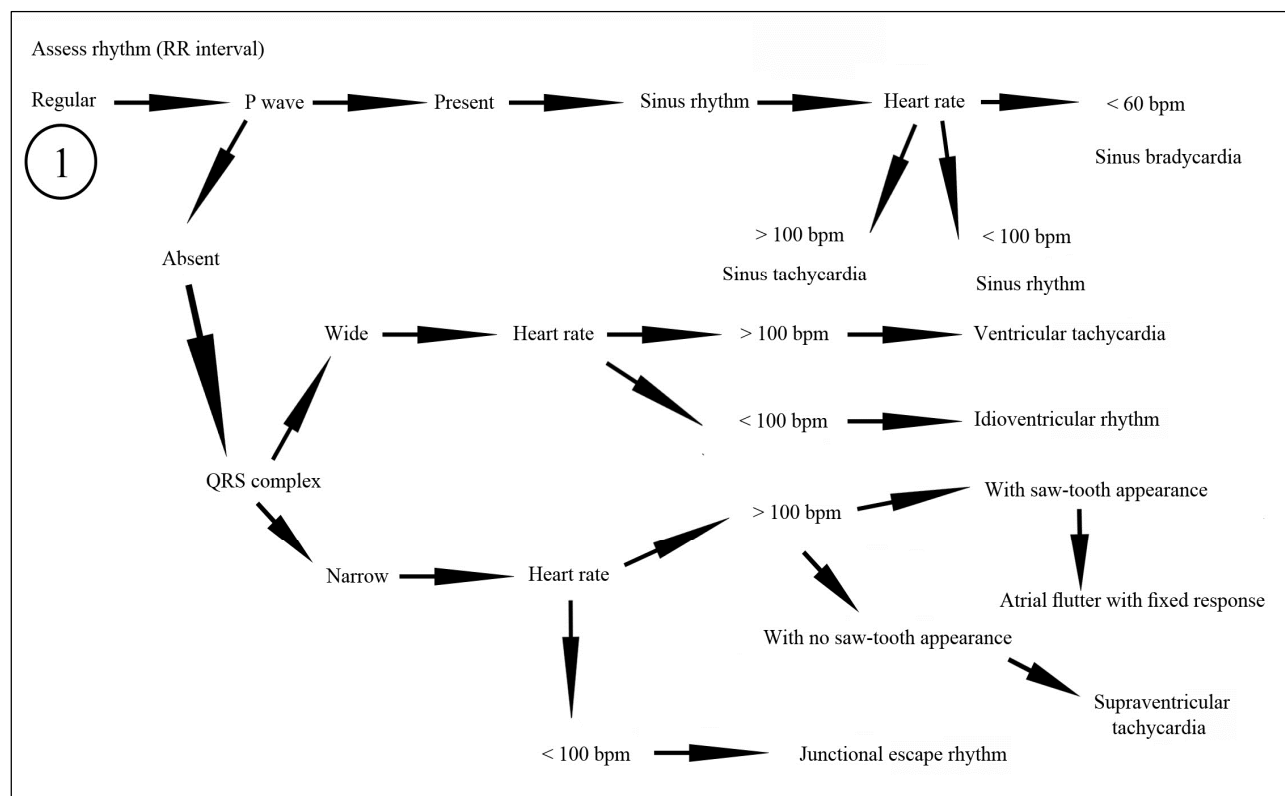 Assess rhythm (RR interval)
Regular
P wave
Present
Sinus rhythm
Heart rate
< 60 bpm
1
Sinus bradycardia
> 100 bpm
< 100 bpm
Absent
Sinus tachycardia
Sinus rhythm
Wide
Heart rate
> 100 bpm
Ventricular tachycardia
< 100 bpm
Idioventricular rhythm
QRS complex
With saw-tooth appearance
> 100 bpm
Narrow
Heart rate
Atrial flutter with fixed response
With no saw-tooth appearance
Supraventricular
tachycardia
< 100 bpm
Junctional escape rhythm